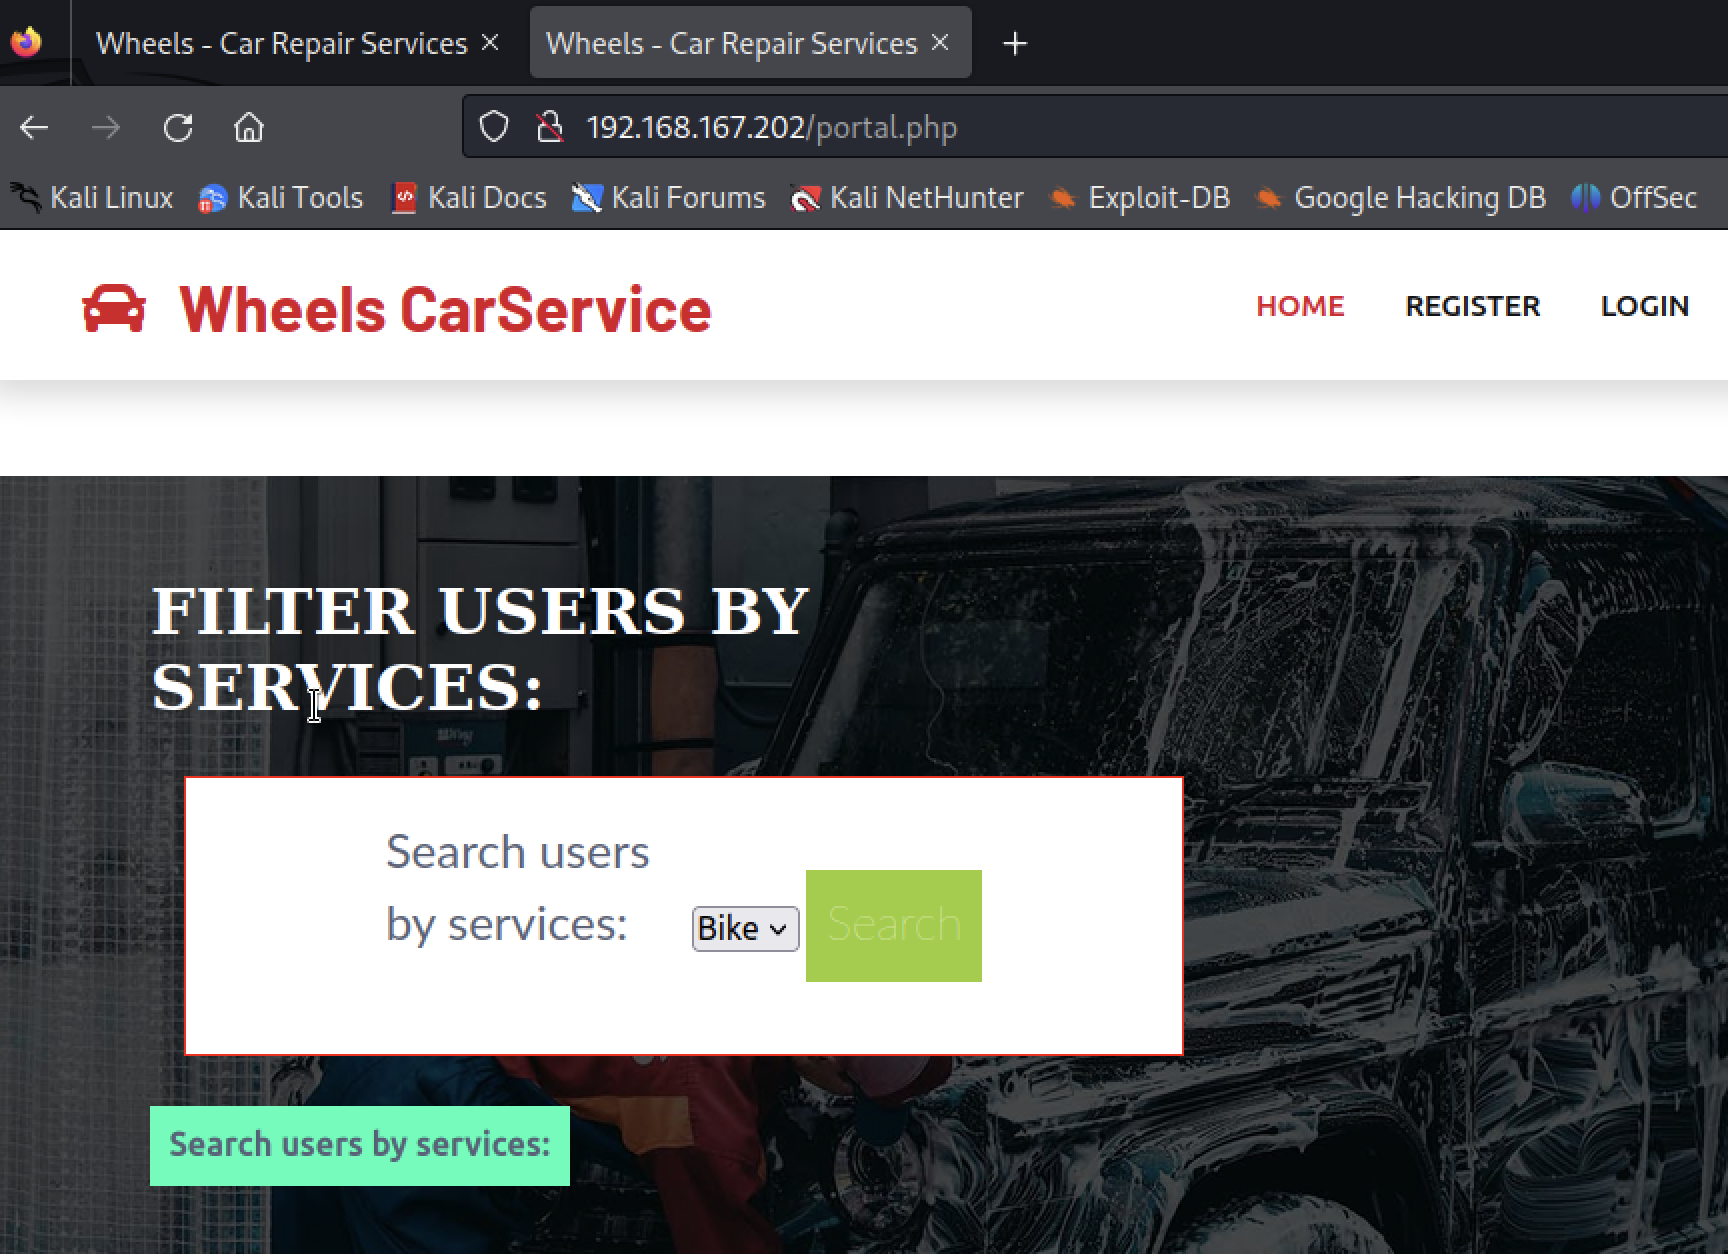 Wheels - Car Repair Services
Wheels - Car Repair Services
192.168.167.202/portal.php
Kali Linux
Kali Tools
Kali Docs
Kali Forums
Kali NetHunter
Exploit-DB
Google Hacking DB
OffSec
Wheels CarService
HOME
REGISTER
LOGIN
FILTER USERS BY
SERVICES:
Search users
by services:
Bike
Search
Search users by services: